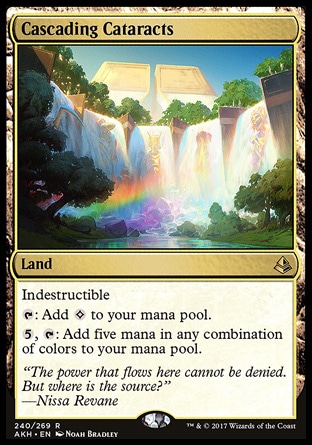 Cascading Cataracts
Land
Indestructible
: Add to your mana pool.
5, : Add five mana in any combination
of colors to your mana pool.
“The power that flows here cannot be denied.
But where is the source?”
—Nissa Revane
240/269 R
AKH • EN Noah Bradley
™ & © 2017 Wizards of the Coast